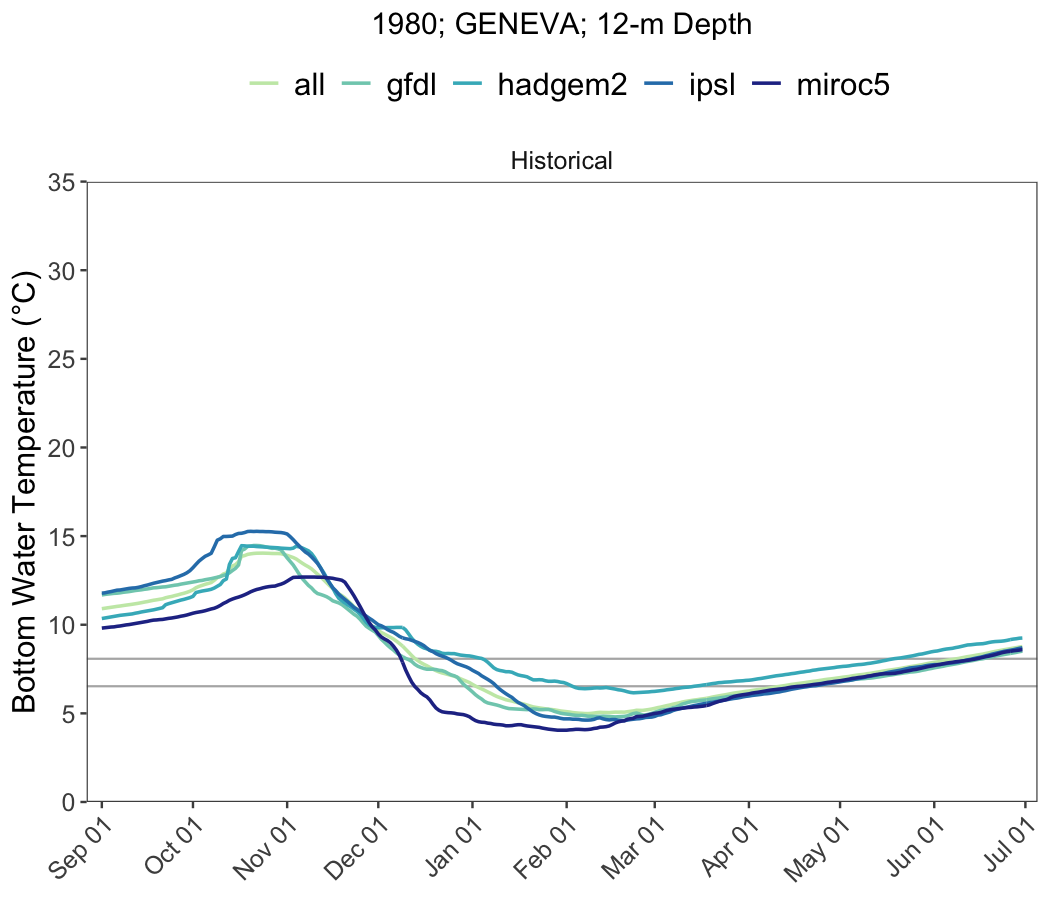 1980; GENEVA; 12-m Depth
all gfdl hadgem2 ipsl miroc5
Historical
Bottom Water Temperature (°C)
35
30
25
20
15
10
5
0
Sep 01 Oct 01 Nov 01 Dec 01 Jan 01 Feb 01 Mar 01 Apr 01 May 01 Jun 01 Jul 01